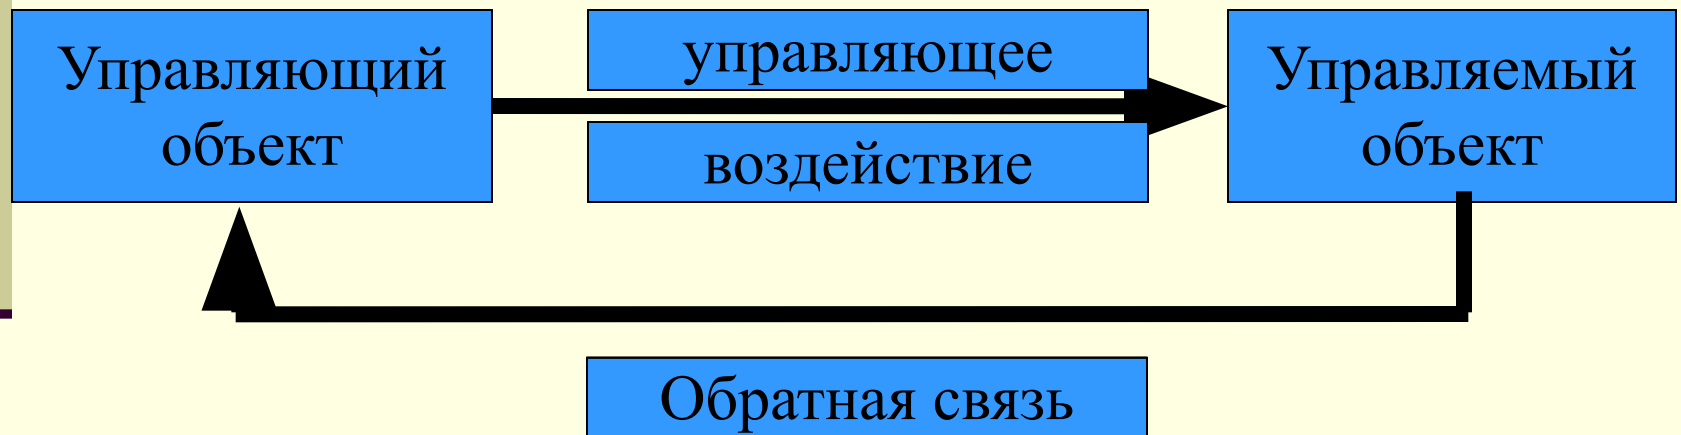 Управляющий
объект
управляющее
воздействие
Управляемый
объект
Обратная связь